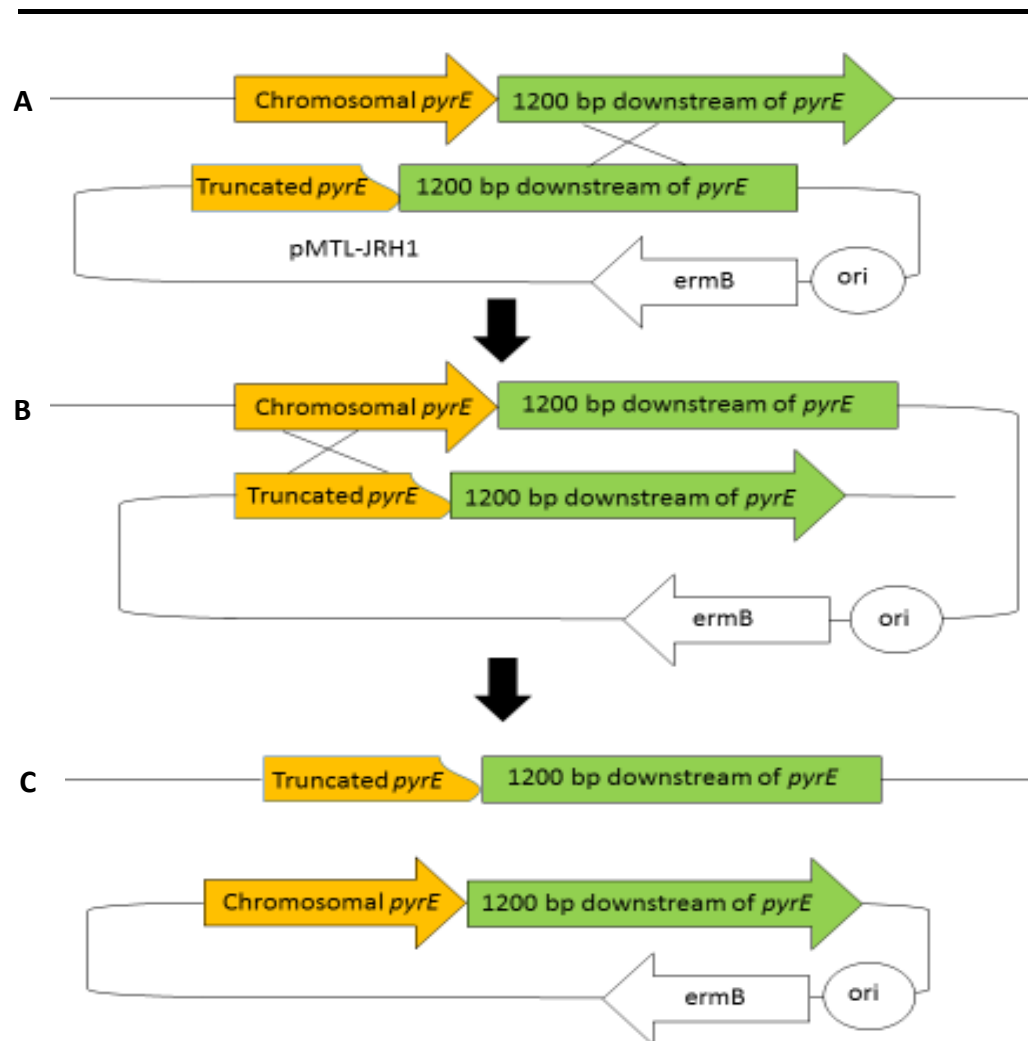 A
Chromosomal pyrE
1200 bp downstream of pyrE
Truncated pyrE
1200 bp downstream of pyrE
pMTL-JRH1
ermB
ori
B
Chromosomal pyrE
1200 bp downstream of pyrE
Truncated pyrE
1200 bp downstream of pyrE
ermB
ori
C
Truncated pyrE
1200 bp downstream of pyrE
Chromosomal pyrE
1200 bp downstream of pyrE
ermB
ori